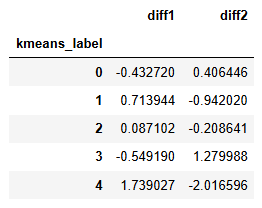 diff1 diff2
kmeans_label
0 -0.432720 0.406446
1 0.713944 -0.942020
2 0.087102 -0.208641
3 -0.549190 1.279988
4 1.739027 -2.016596